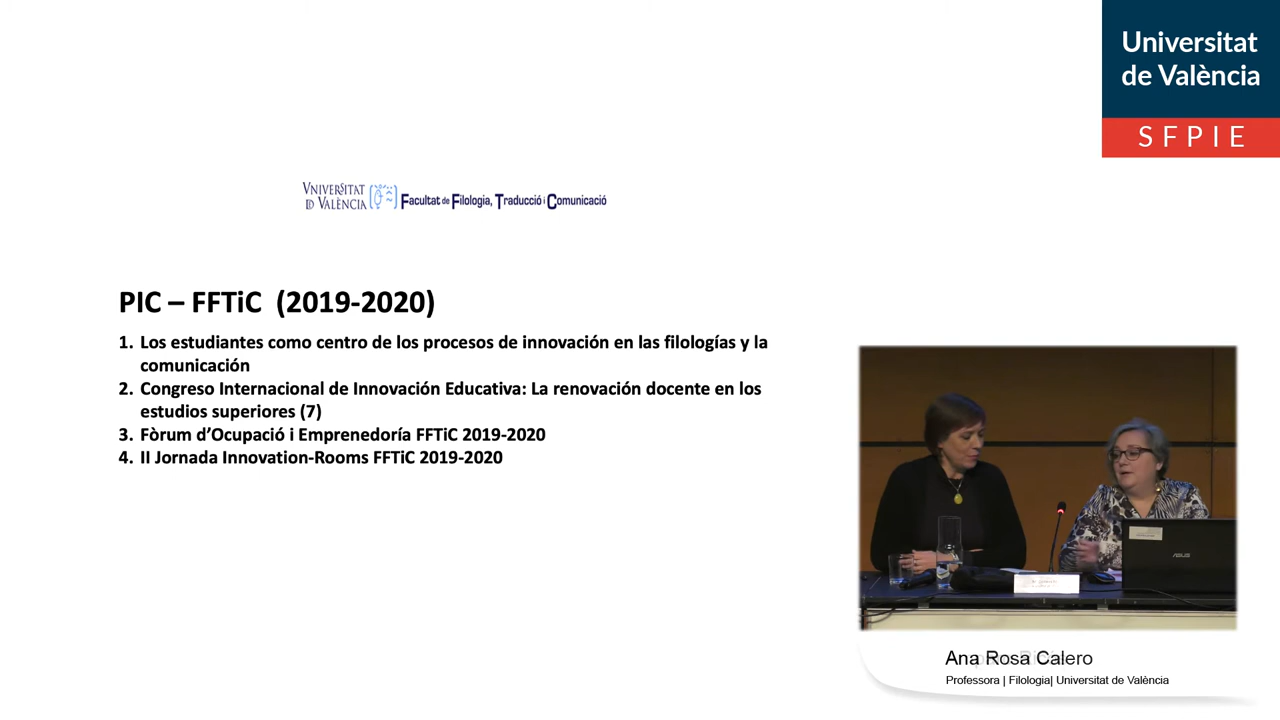 Universitat
de València
SFPIE
VNIVERSITAT
ID VALÈNCIA
Facultat de Filologia, Traducció i Comunicació
PIC – FFTiC (2019-2020)
1. Los estudiantes como centro de los procesos de innovación en las filologías y la
comunicación
2. Congreso Internacional de Innovación Educativa: La renovación docente en los
estudios superiores (7)
3. Fòrum d’Ocupació i Emprenedoría FFTiC 2019-2020
4. II Jornada Innovation-Rooms FFTiC 2019-2020
ASUS
Ana Rosa Calero
Professora | Filologia| Universitat de València